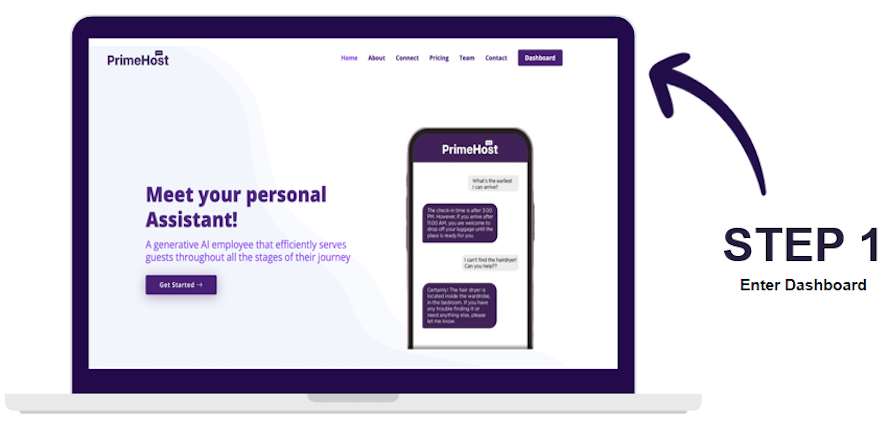 PrimeHost
Home About Connect Pricing Team Contact Dashboard
Meet your personal
Assistant!
A generative AI employee that efficiently serves
guests throughout all the stages of their journey
Get Started →
PrimeHost
What's the earliest
I can arrive?
The check-in time is after 3:00
PM. However, if you arrive after
11:00 AM, you are welcome to
drop off your luggage until the
place is ready for you.
I can't find the hairdryer!
Can you help??
Certainly! The hair dryer is
located inside the wardrobe,
in the bedroom. If you have
any trouble finding it or
need anything else, please
let me know.
STEP 1
Enter Dashboard